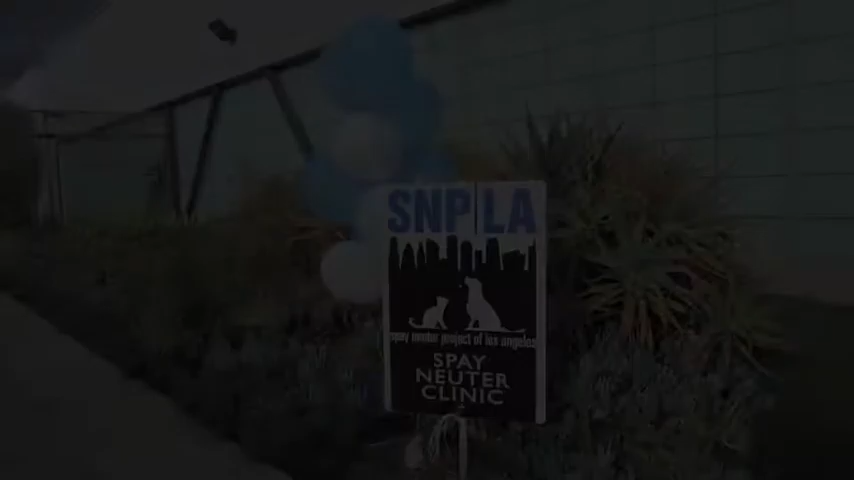 SNP|LA
spay neuter project of los angeles
SPAY
NEUTER
CLINIC